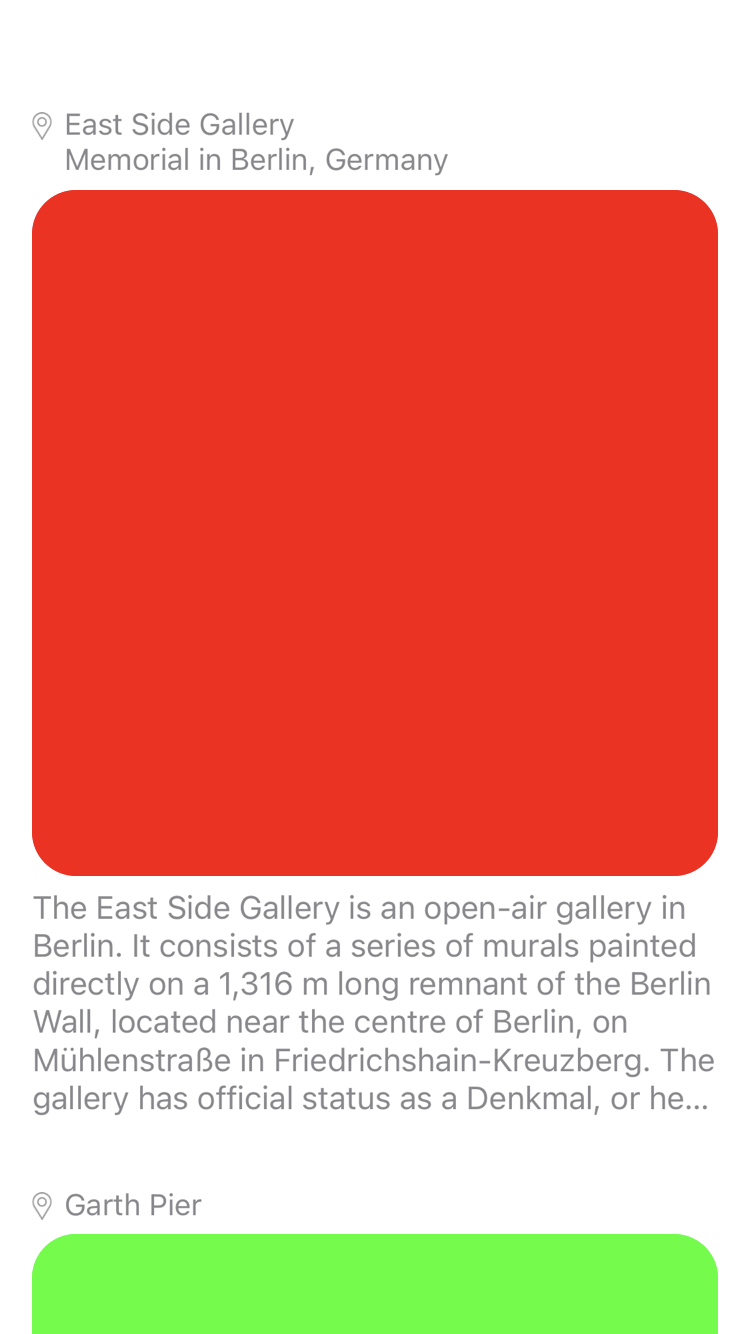 East Side Gallery
Memorial in Berlin, Germany
The East Side Gallery is an open-air gallery in
Berlin. It consists of a series of murals painted
directly on a 1,316 m long remnant of the Berlin
Wall, located near the centre of Berlin, on
Mühlenstraße in Friedrichshain-Kreuzberg. The
gallery has official status as a Denkmal, or he...
Garth Pier